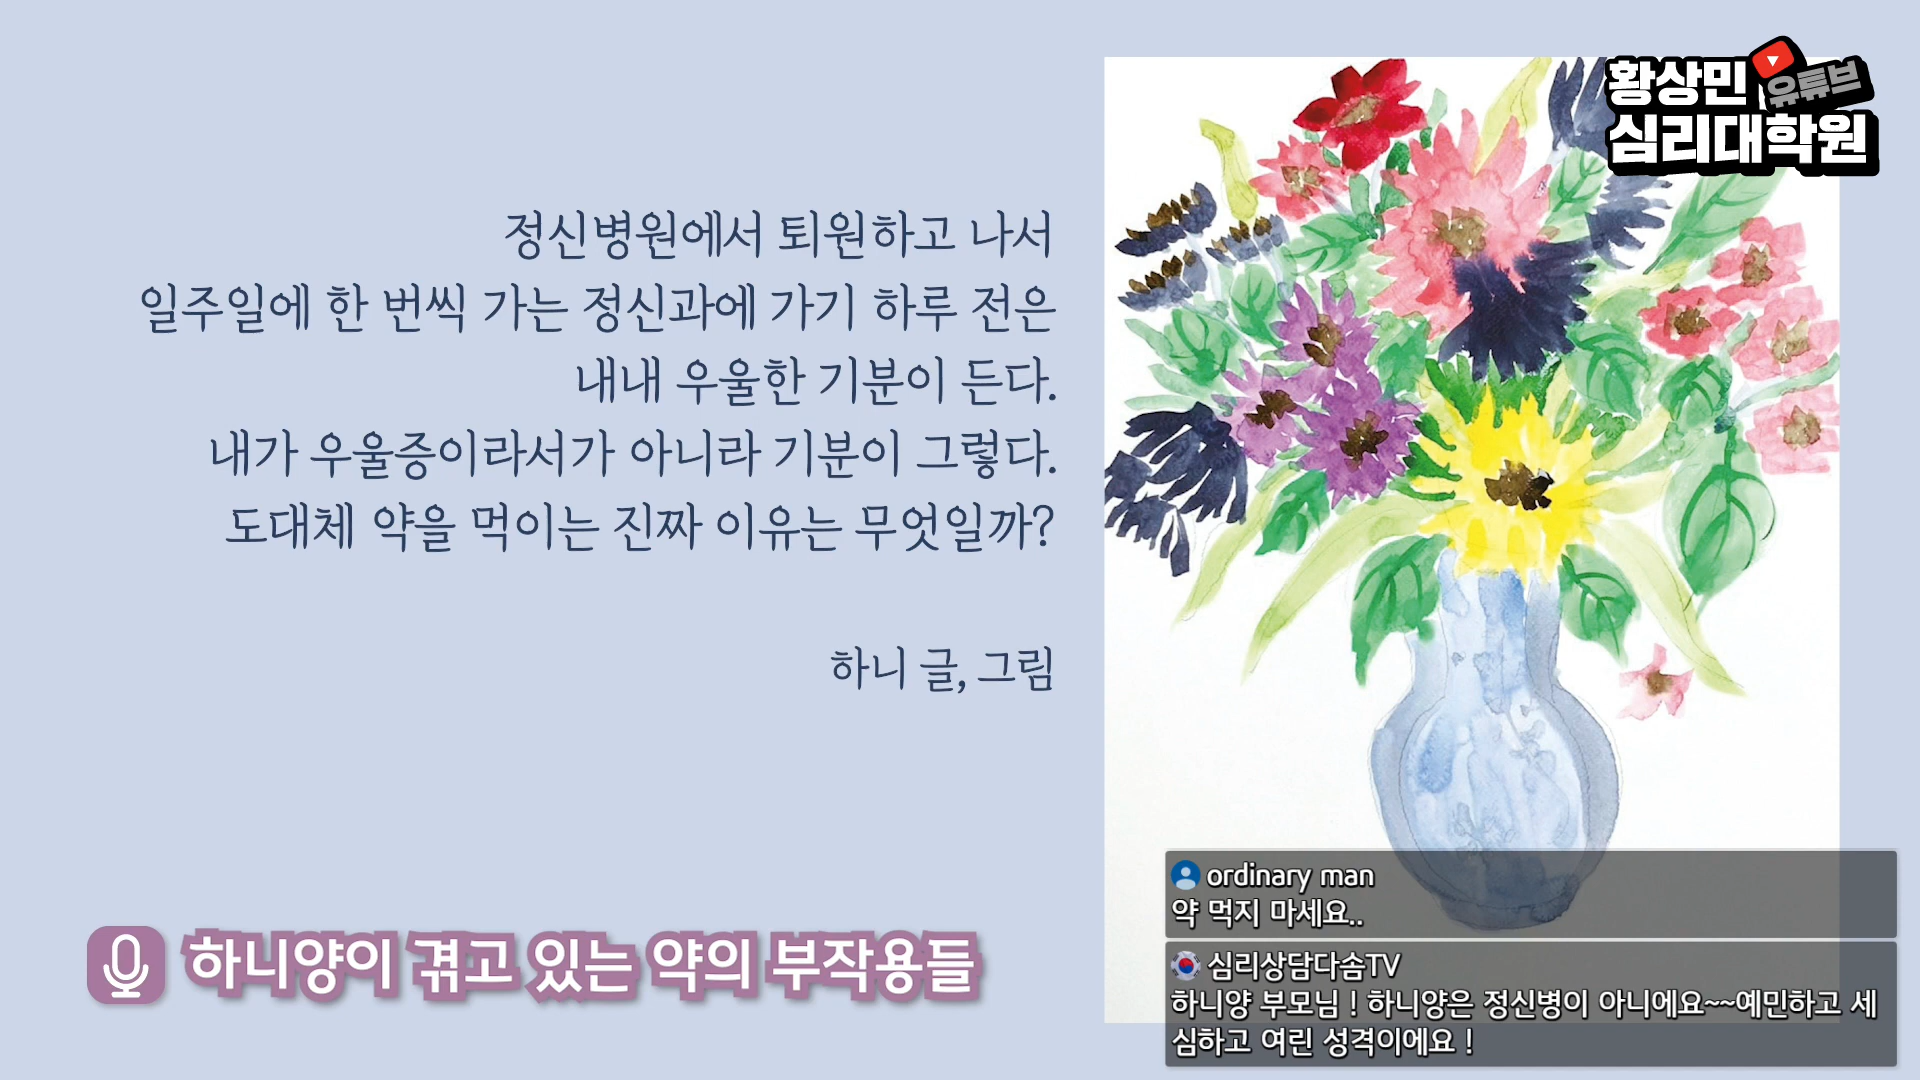 황상민 유튜브
심리대학원
정신병원에서 퇴원하고 나서
일주일에 한 번씩 가는 정신과에 가기 하루 전은
내내 우울한 기분이 든다.
내가 우울증이라서가 아니라 기분이 그렇다.
도대체 약을 먹이는 진짜 이유는 무엇일까?
하니 글, 그림
하니양이 겪고 있는 약의 부작용들
ordinary man
약 먹지 마세요..
심리상담다솜TV
하니양 부모님 ! 하니양은 정신병이 아니에요~~예민하고 세
심하고 여린 성격이에요 !